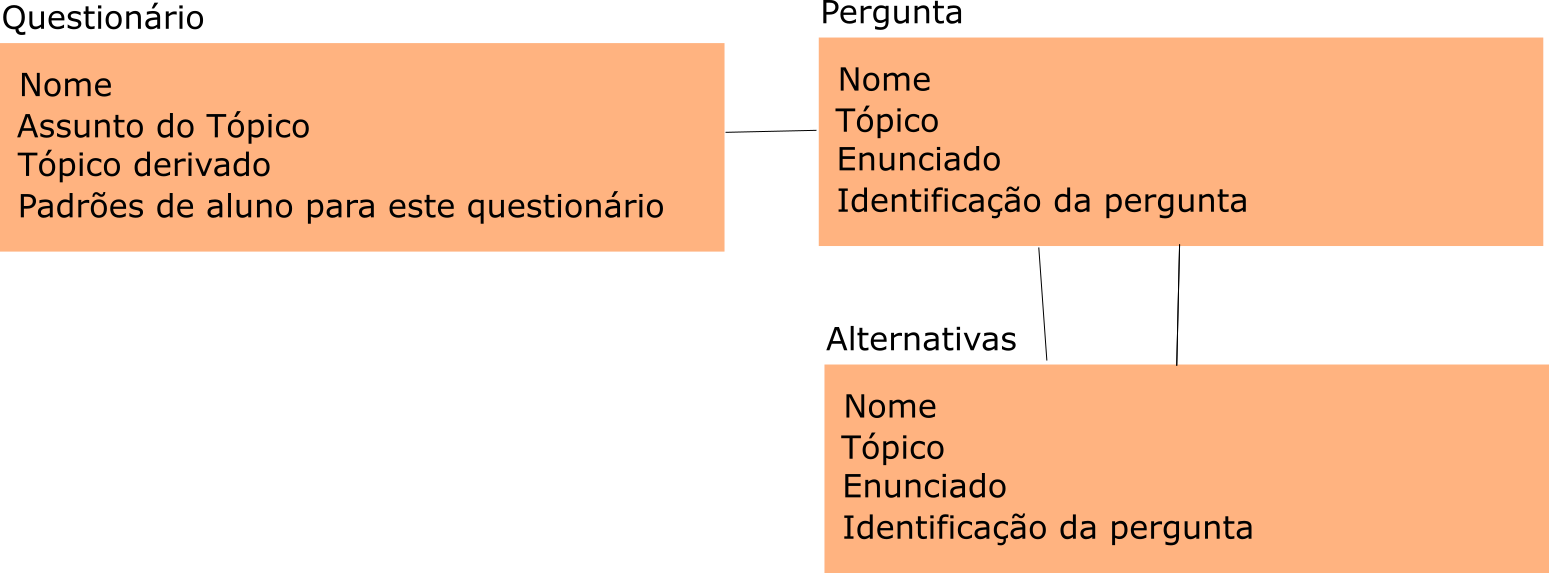 Questionário
Nome
Assunto do Tópico
Tópico derivado
Padrões de aluno para este questionário
Pergunta
Nome
Tópico
Enunciado
Identificação da pergunta
Alternativas
Nome
Tópico
Enunciado
Identificação da pergunta